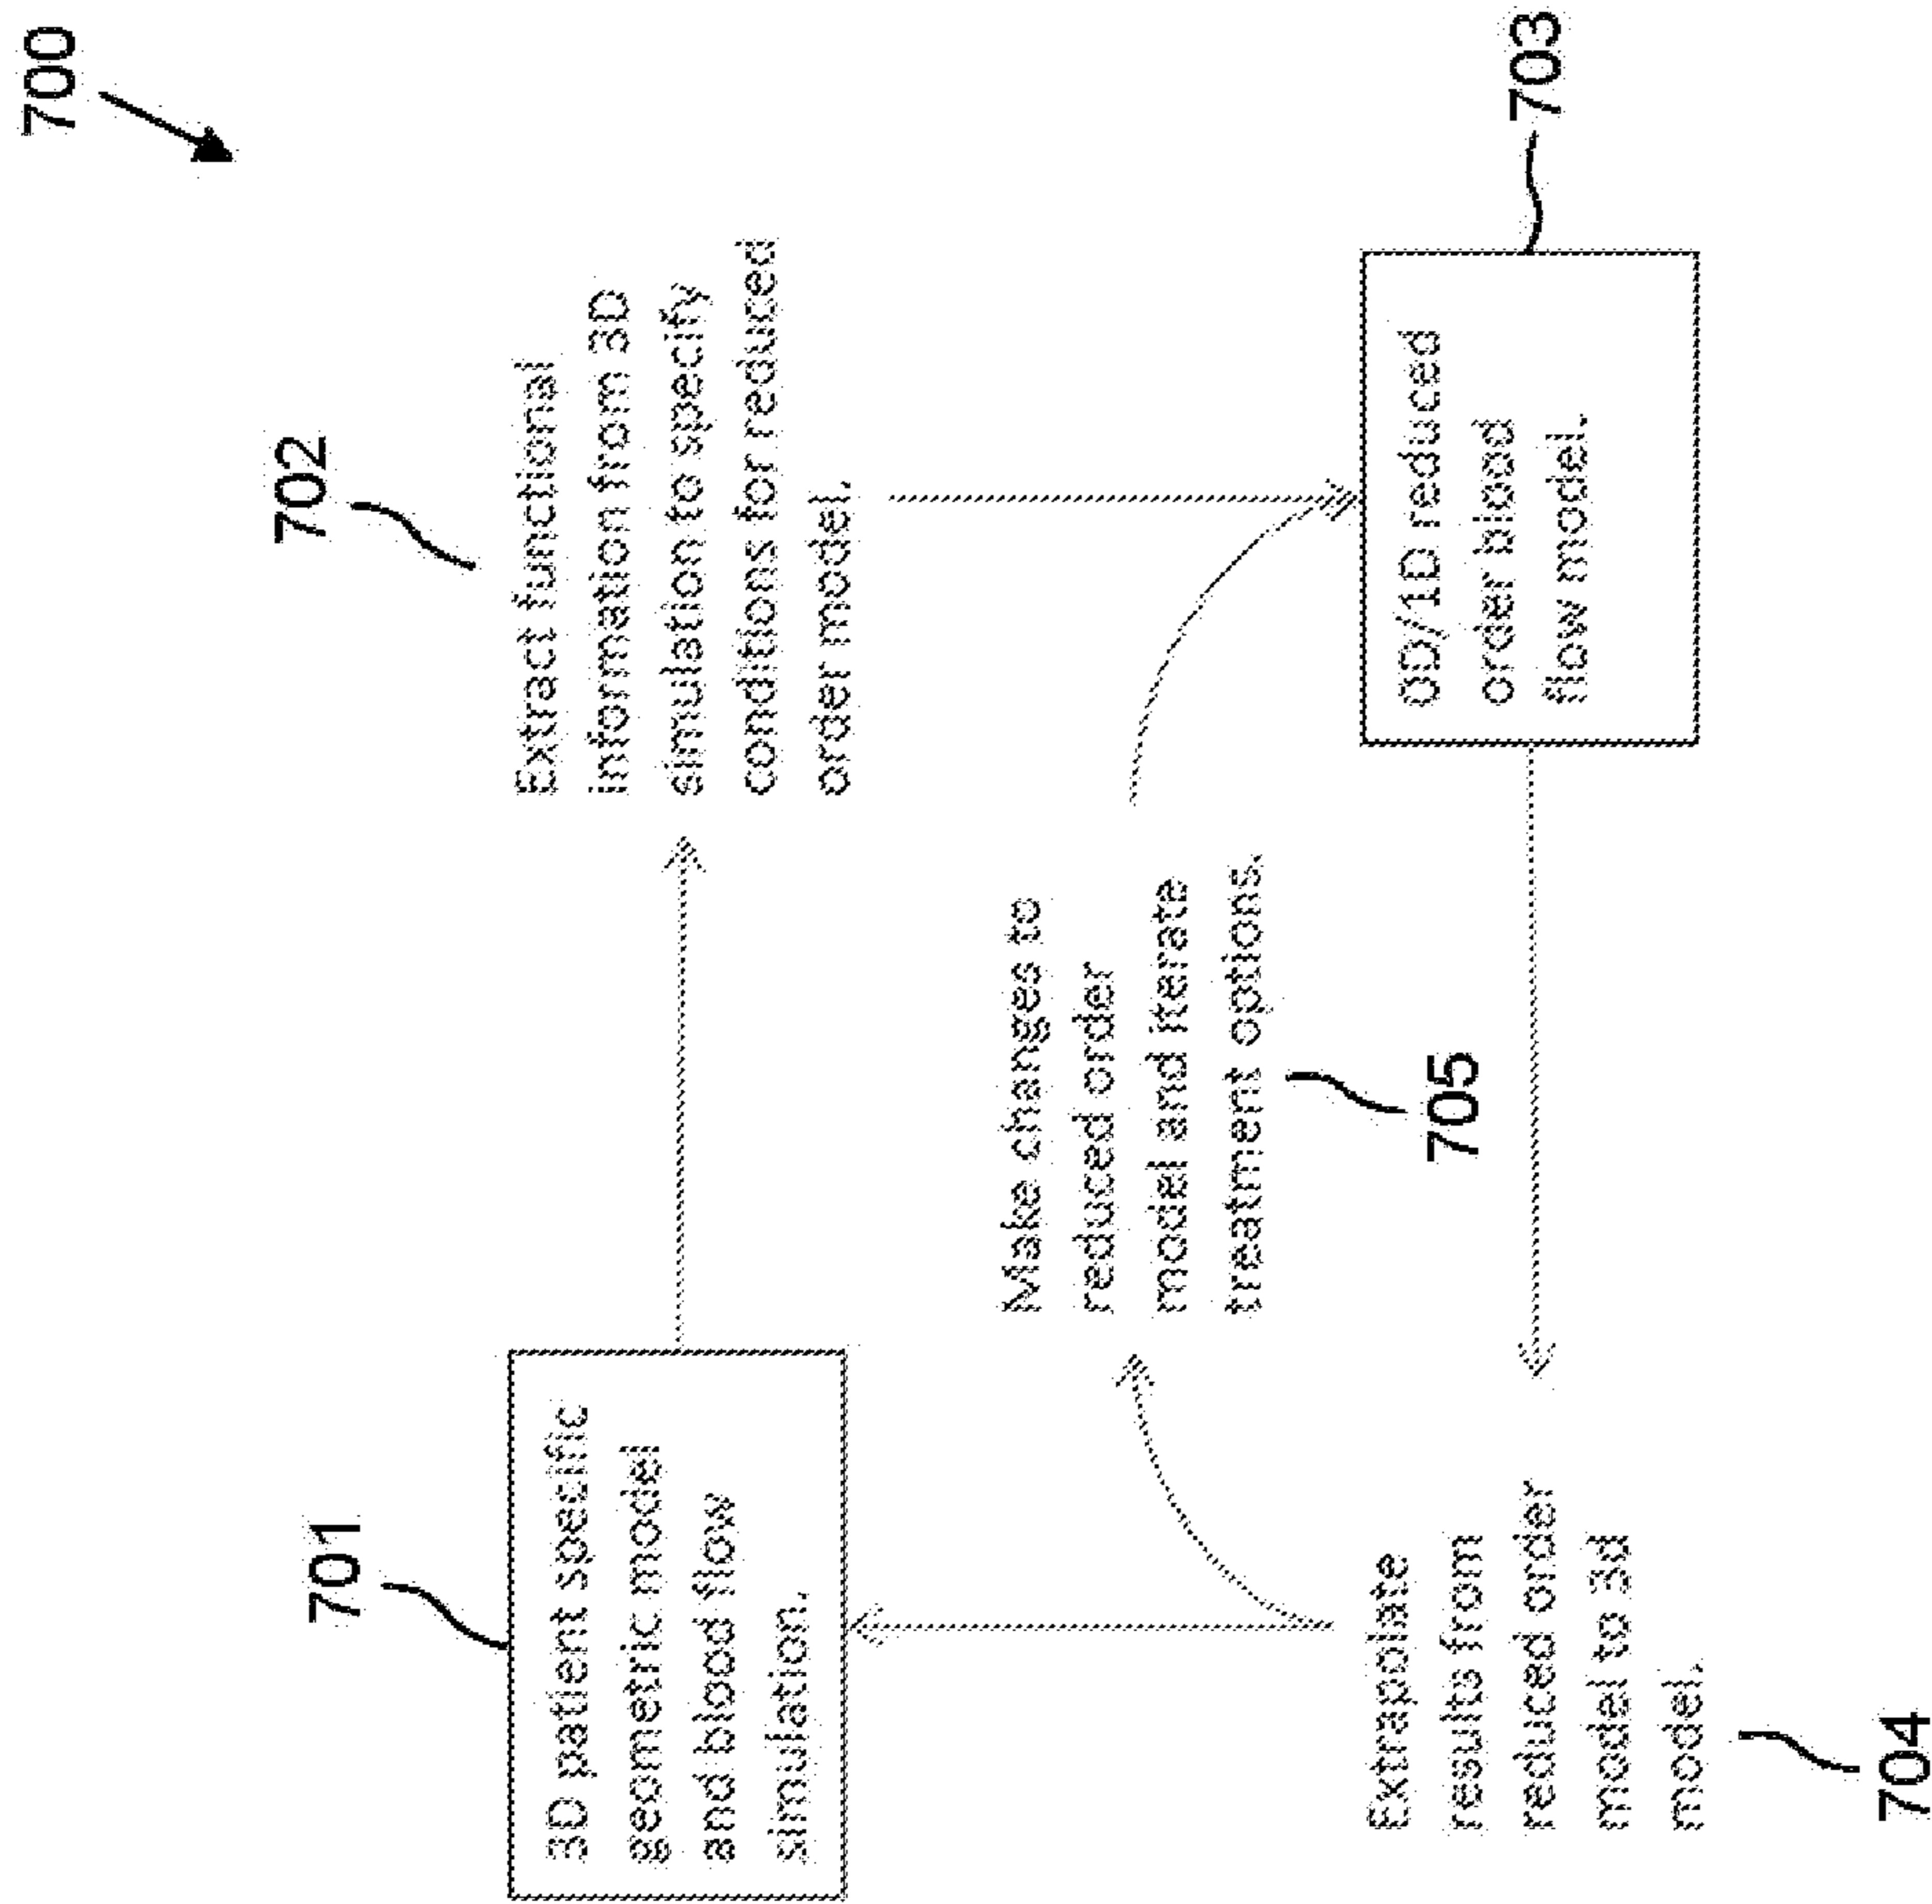 700
701
3D patient specific
geometric model
and blood flow
simulation.
702
Extract functional
information from 3D
simulation to specify
conditions for reduced
order model.
Make changes to
reduced order
model and iterate
treatment options.
705
Extrapolate
results from
reduced order
model to 3d
model.
704
0D/1D reduced
order blood
flow model.
703